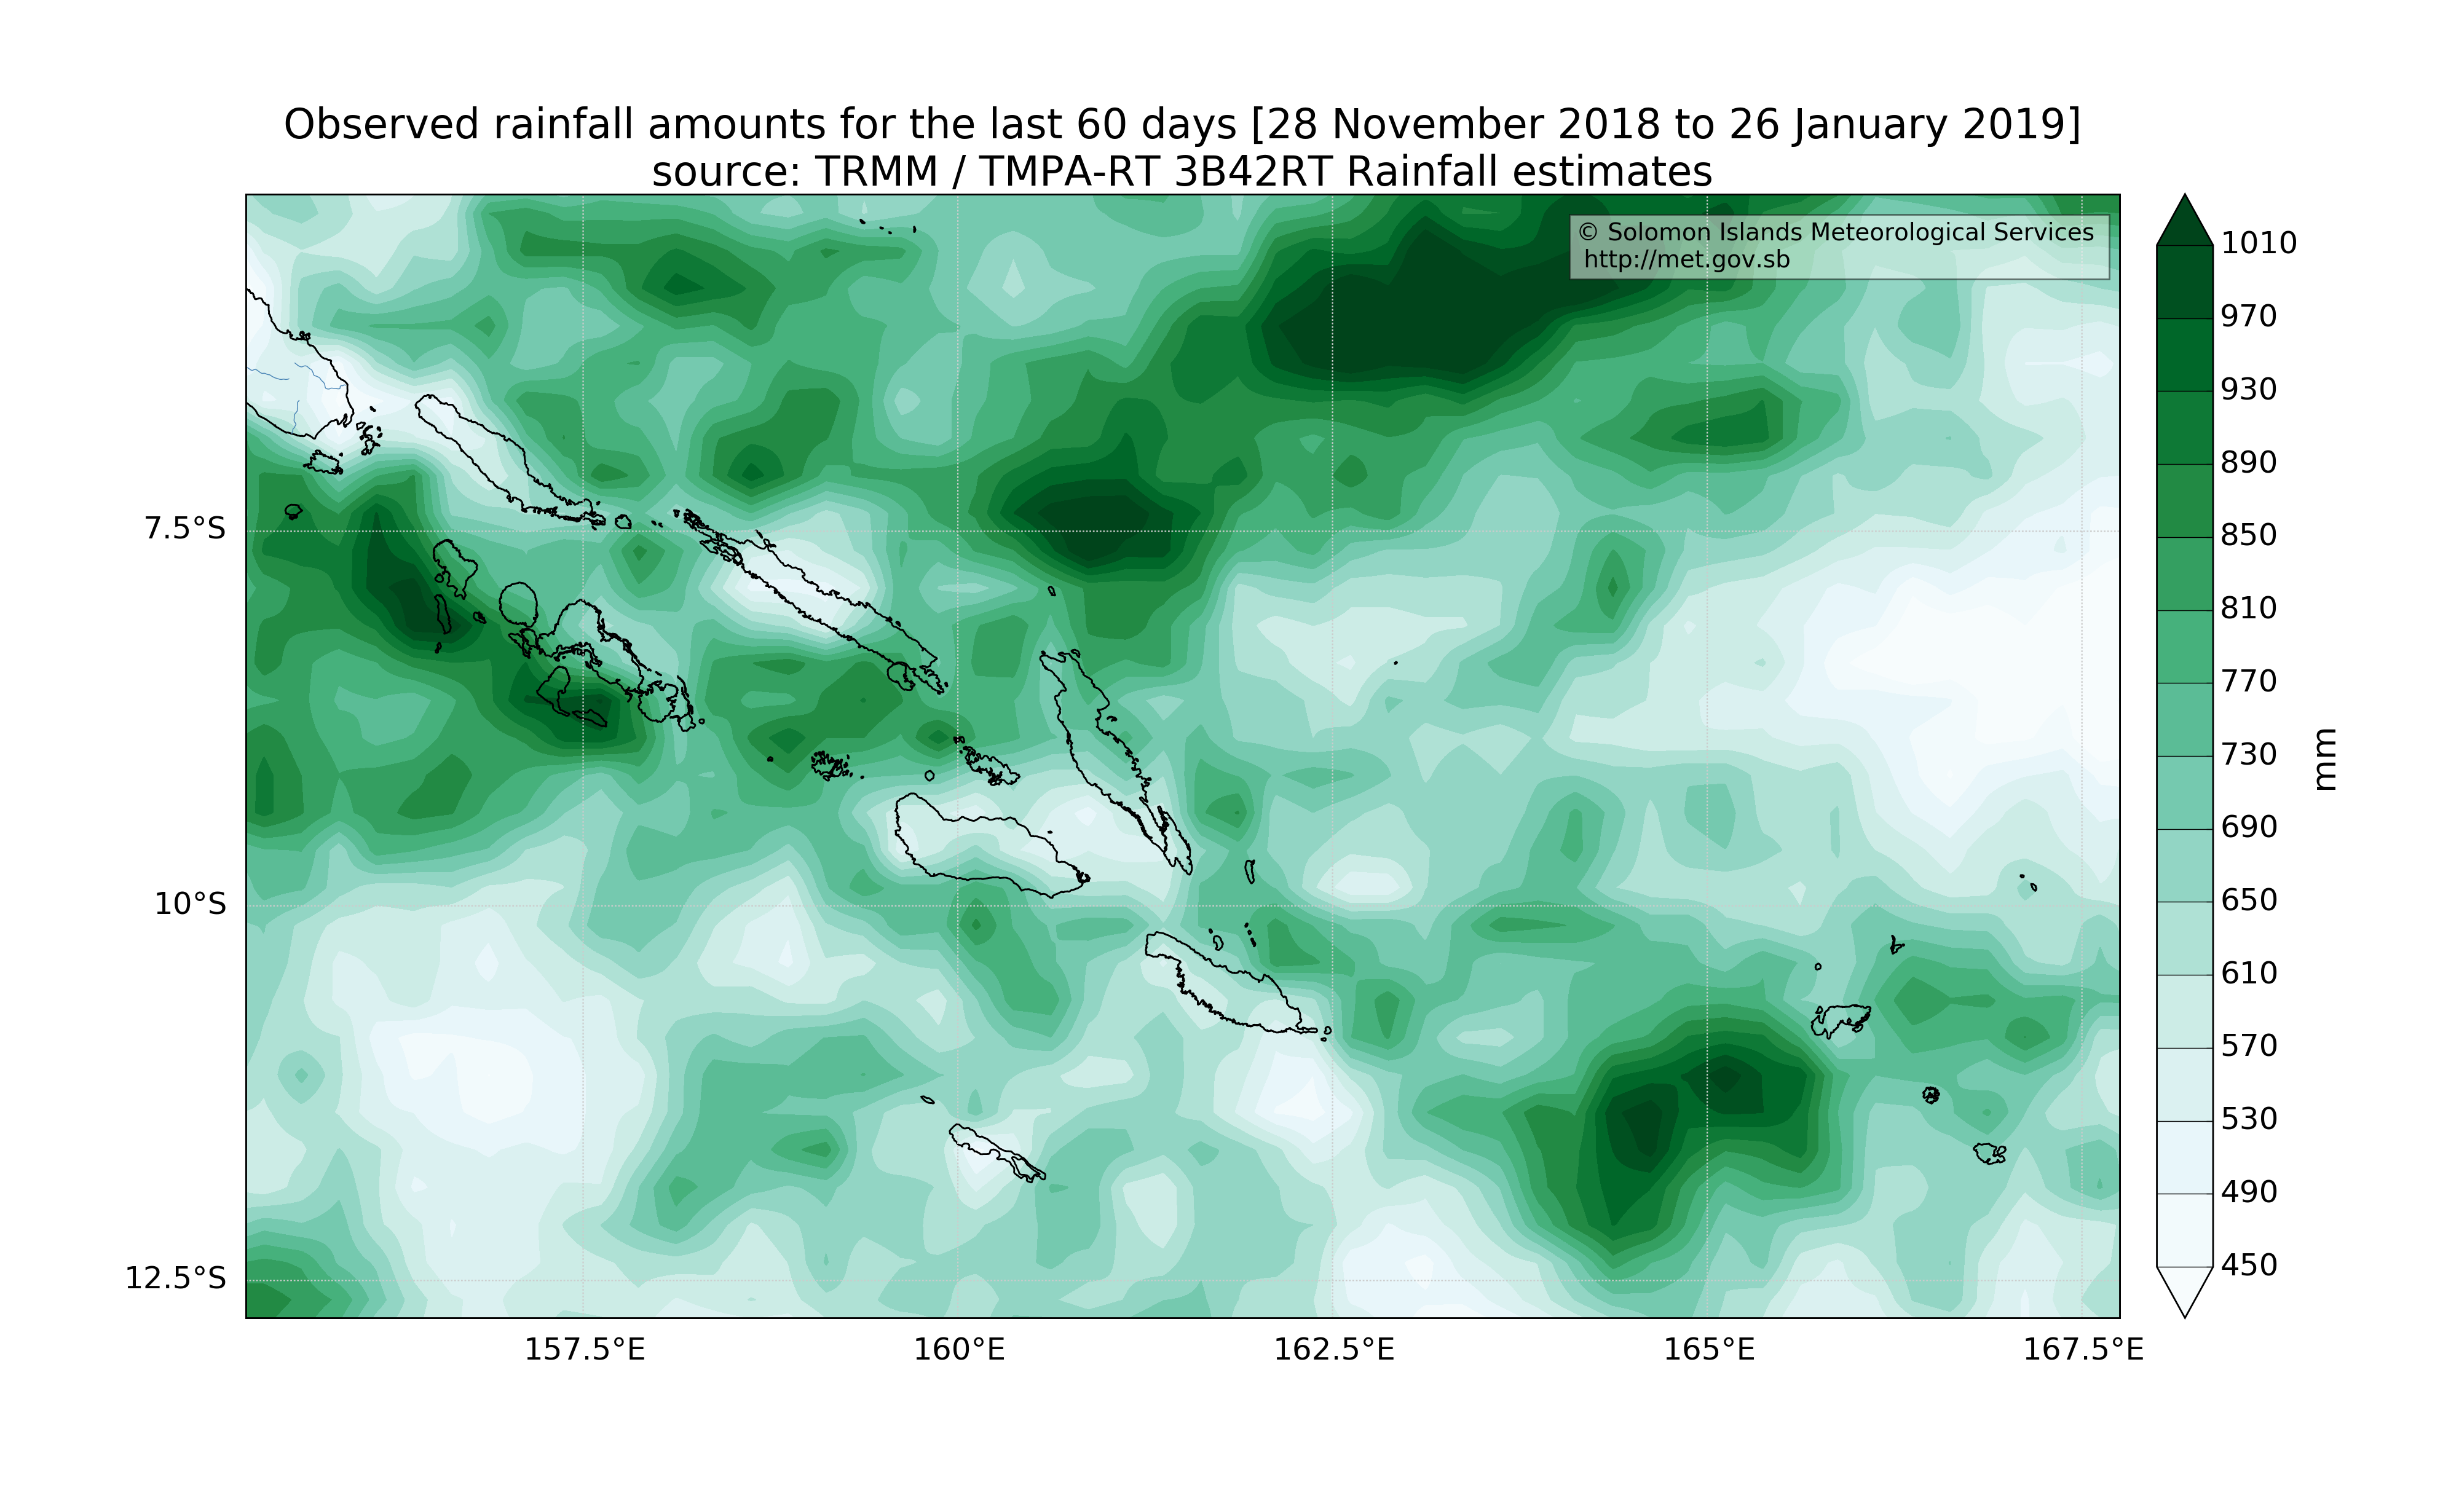 Observed rainfall amounts for the last 60 days [28 November 2018 to 26 January 2019]
source: TRMM / TMPA-RT 3B42RT Rainfall estimates
© Solomon Islands Meteorological Services
http://met.gov.sb
7.5°S
10°S
12.5°S
157.5°E
160°E
162.5°E
165°E
167.5°E
1010
970
930
890
850
810
770
730
690
650
610
570
530
490
450
mm